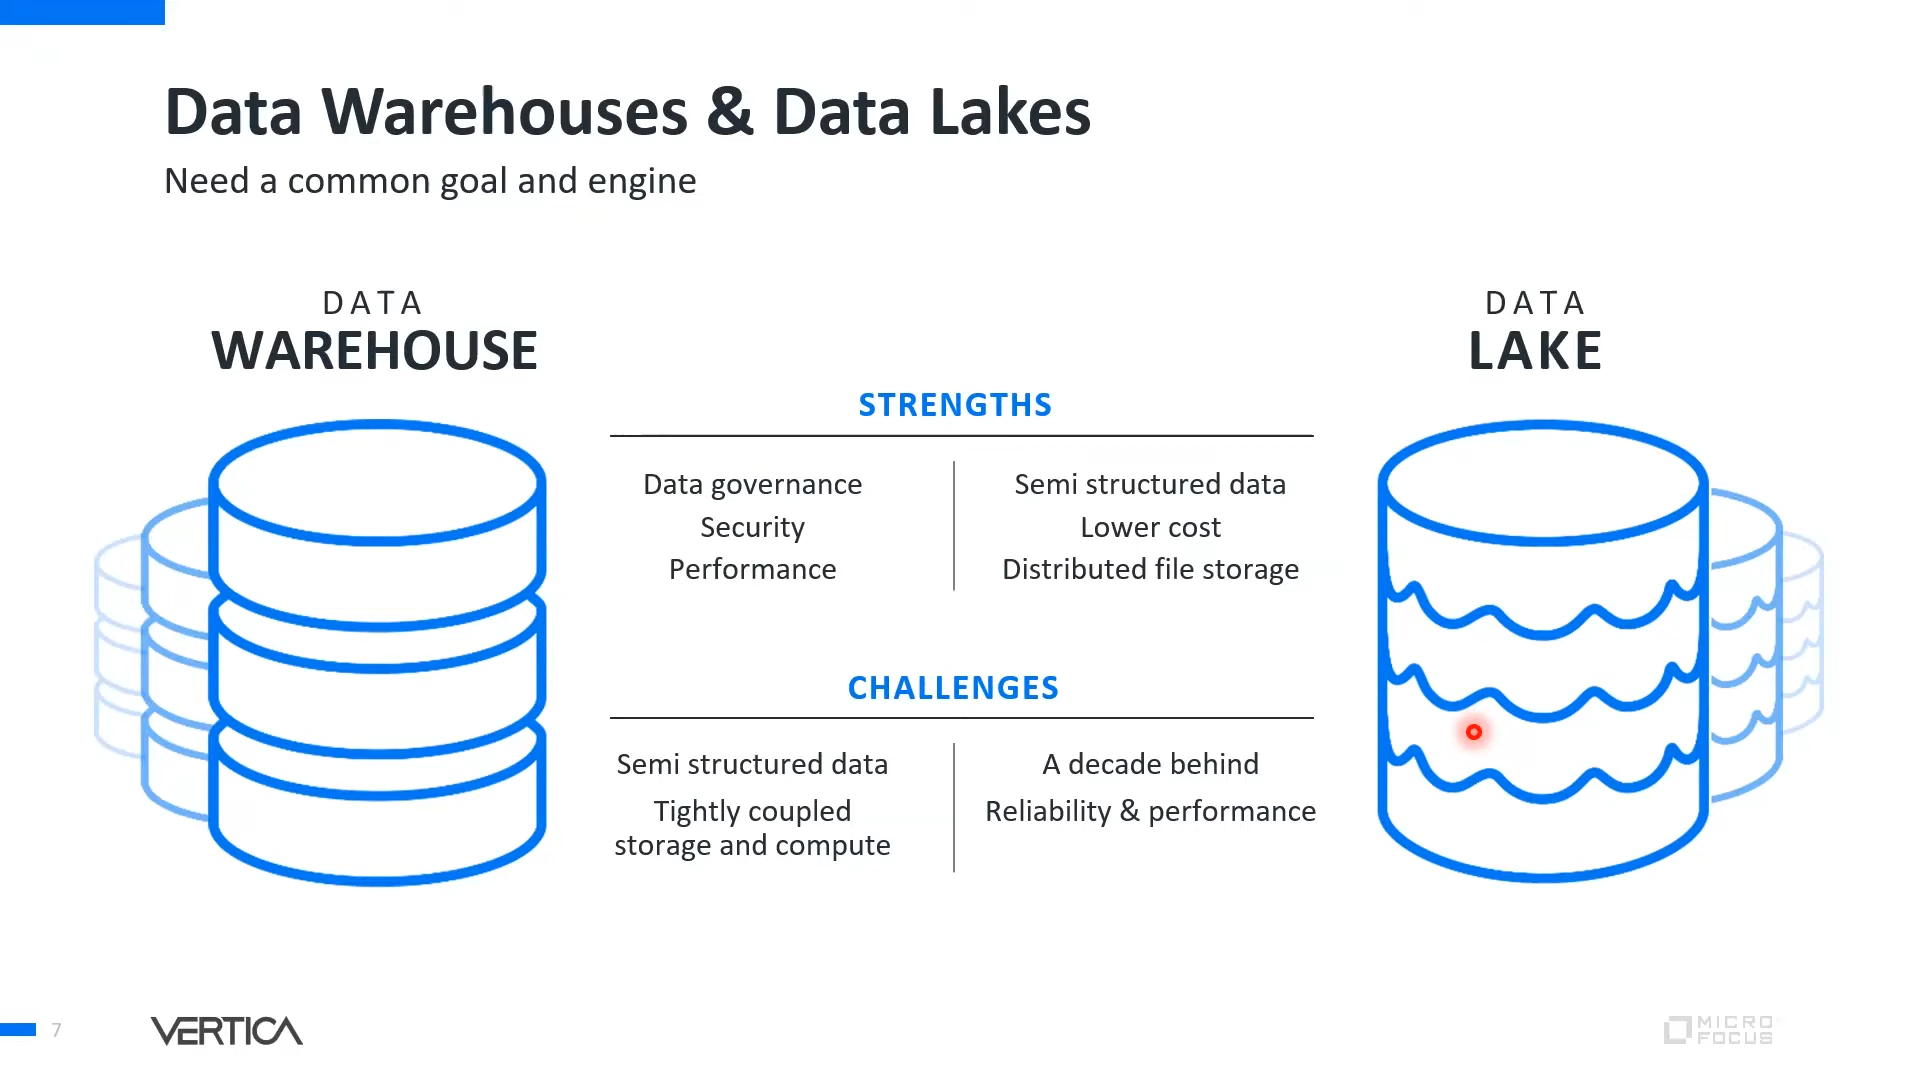 Data Warehouses & Data Lakes
Need a common goal and engine
DATA
WAREHOUSE
DATA
LAKE
STRENGTHS
Data governance
Security
Performance
Semi structured data
Lower cost
Distributed file storage
CHALLENGES
Semi structured data
Tightly coupled
storage and compute
A decade behind
Reliability & performance
7
VERTICA
MICRO
FOCUS